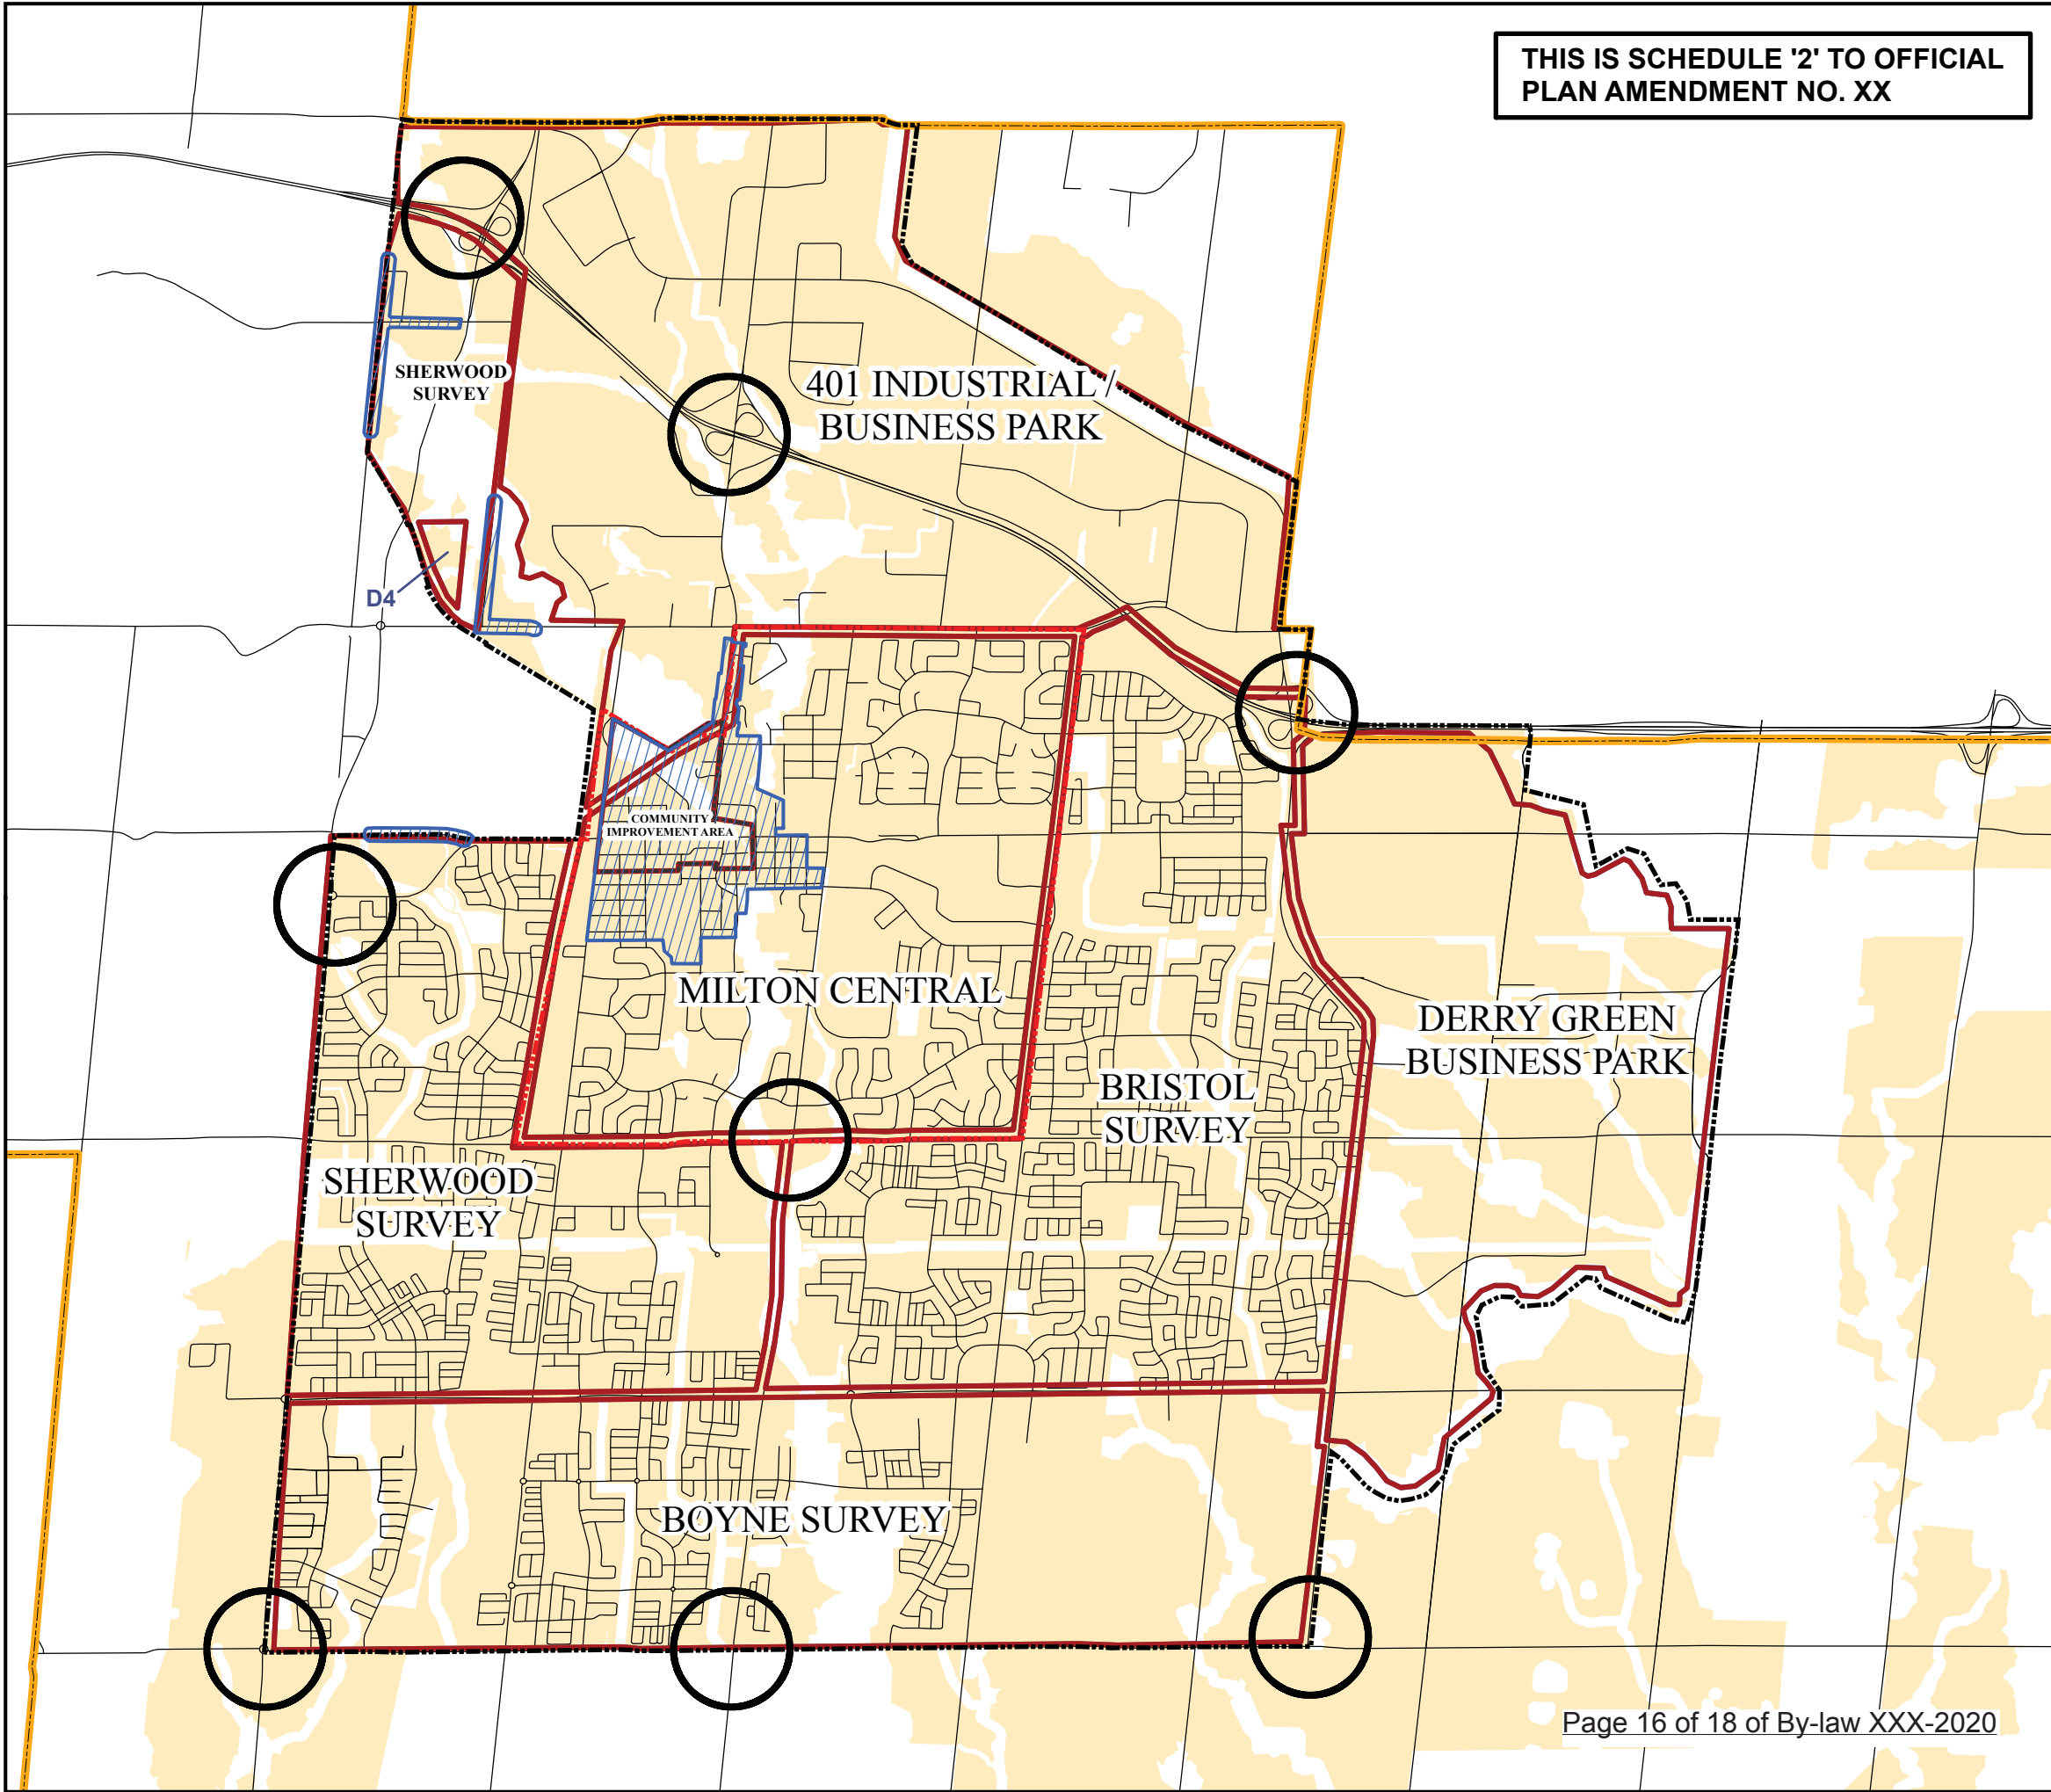 THIS IS SCHEDULE '2' TO OFFICIAL
PLAN AMENDMENT NO. XX
SHERWOOD
SURVEY
401 INDUSTRIAL /
BUSINESS PARK
D4
COMMUNITY
IMPROVEMENT AREA
MILTON CENTRAL
DERRY GREEN
BUSINESS PARK
BRISTOL
SURVEY
SHERWOOD
SURVEY
BOYNE SURVEY
Page 16 of 18 of By-law XXX-2020